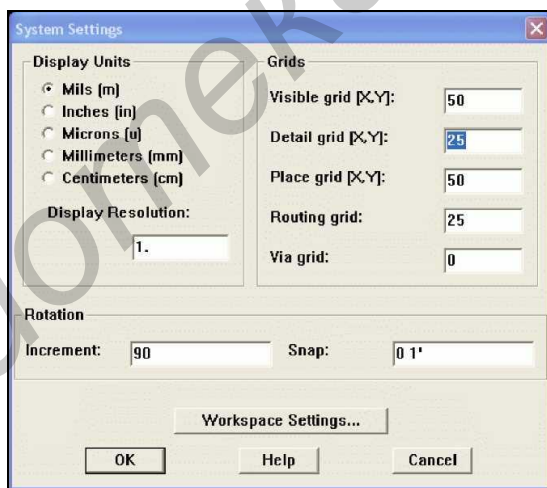 System Settings
Display Units
Mils (m)
Inches (in)
Microns (u)
Millimeters (mm)
Centimeters (cm)
Display Resolution:
1.
Grids
Visible grid [X,Y]: 50
Detail grid [X,Y]: 25
Place grid [X,Y]: 50
Routing grid: 25
Via grid: 0
Rotation
Increment: 90 Snap: 0 1'
Workspace Settings...
OK Help Cancel